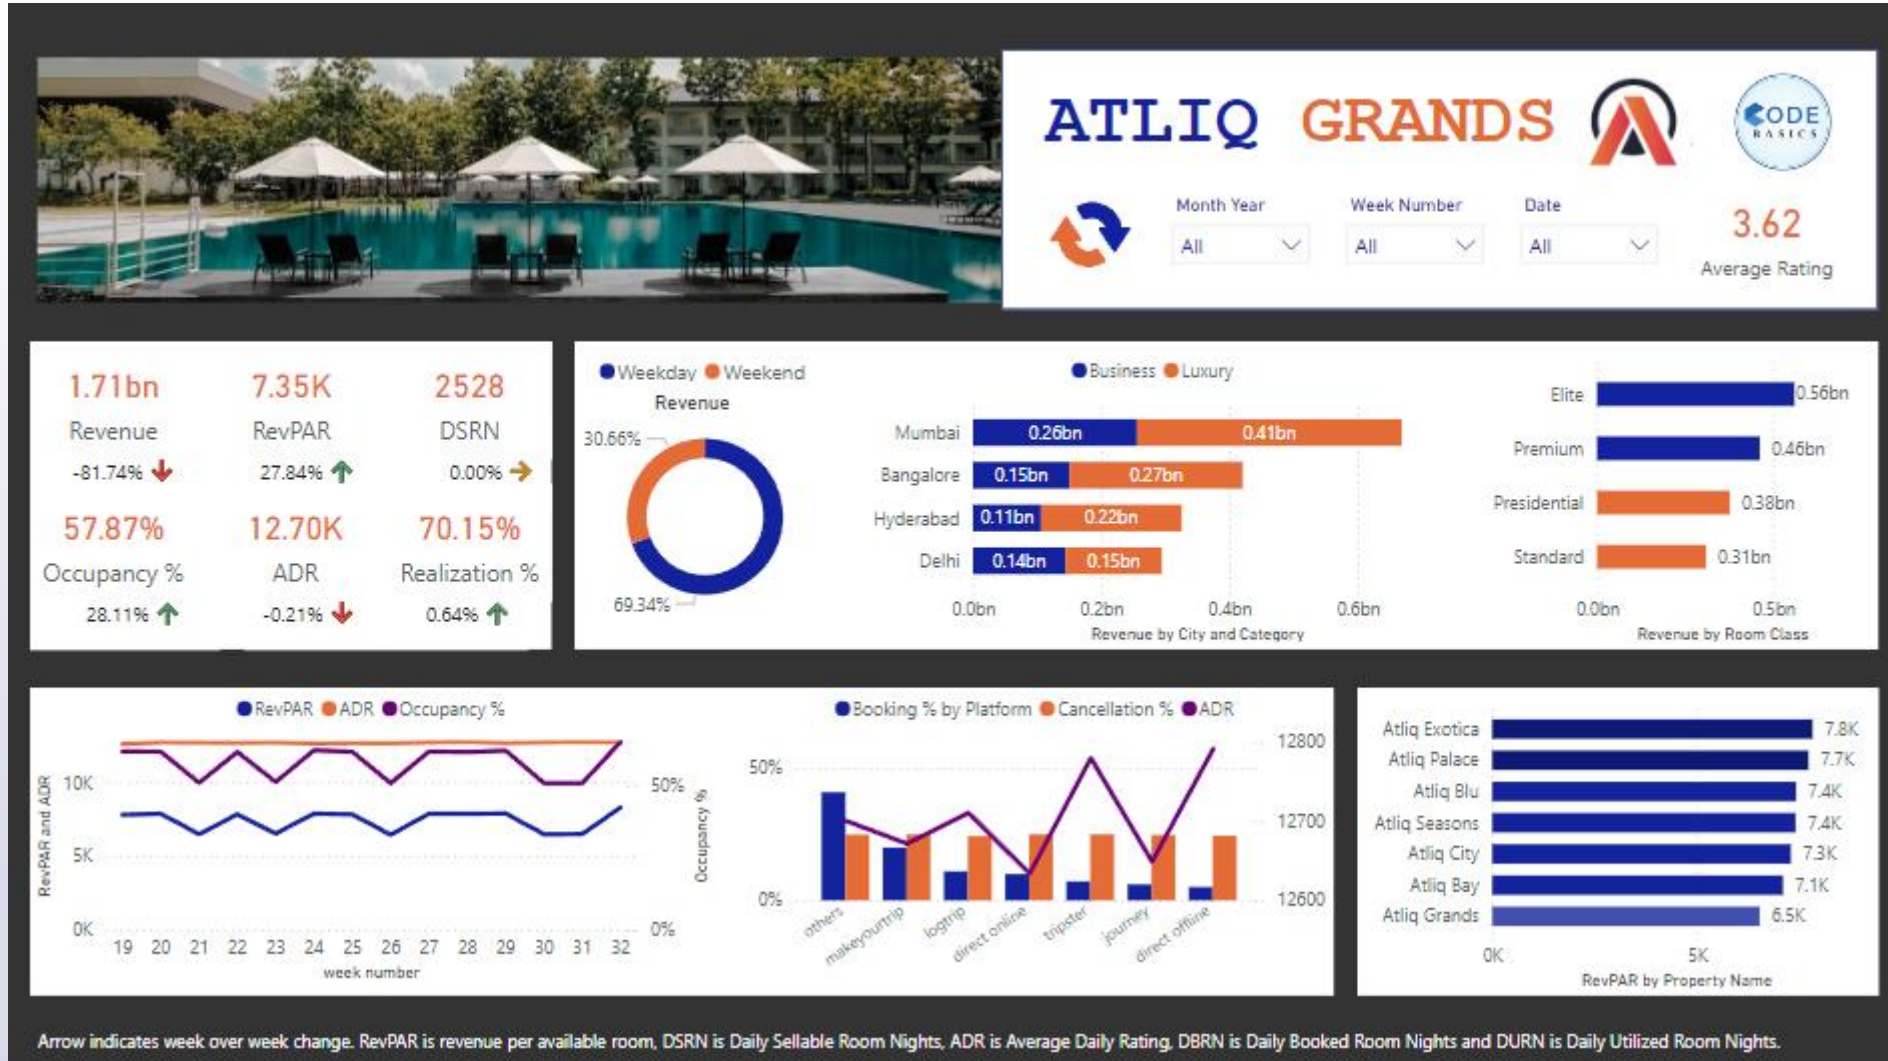 ATLIQ GRANDS
CODE
BASICS
Month Year
Week Number
Date
All
All
All
3.62
Average Rating
1.71bn
Revenue
-81.74%
7.35K
RevPAR
27.84%
2528
DSRN
0.00%
57.87%
Occupancy %
28.11%
12.70K
ADR
-0.21%
70.15%
Realization %
0.64%
Weekday Weekend
Revenue
30.66%
69.34%
Business Luxury
Mumbai 0.26bn 0.41bn
Bangalore 0.15bn 0.27bn
Hyderabad 0.11bn 0.22bn
Delhi 0.14bn 0.15bn
0.0bn 0.2bn 0.4bn 0.6bn
Revenue by City and Category
Elite 0.56bn
Premium 0.46bn
Presidential 0.38bn
Standard 0.31bn
0.0bn 0.5bn
Revenue by Room Class
RevPAR ADR Occupancy %
RevPAR and ADR
10K
5K
0K
50%
0%
Occupancy %
19 20 21 22 23 24 25 26 27 28 29 30 31 32
week number
Booking % by Platform Cancellation % ADR
50%
0%
12800
12700
12600
others makeyourtrip logtrip direct online tripster journey direct offline
Atliq Exotica 7.8K
Atliq Palace 7.7K
Atliq Blu 7.4K
Atliq Seasons 7.4K
Atliq City 7.3K
Atliq Bay 7.1K
Atliq Grands 6.5K
0K 5K
RevPAR by Property Name
Arrow indicates week over week change. RevPAR is revenue per available room, DSRN is Daily Sellable Room Nights, ADR is Average Daily Rating, DBRN is Daily Booked Room Nights and DURN is Daily Utilized Room Nights.